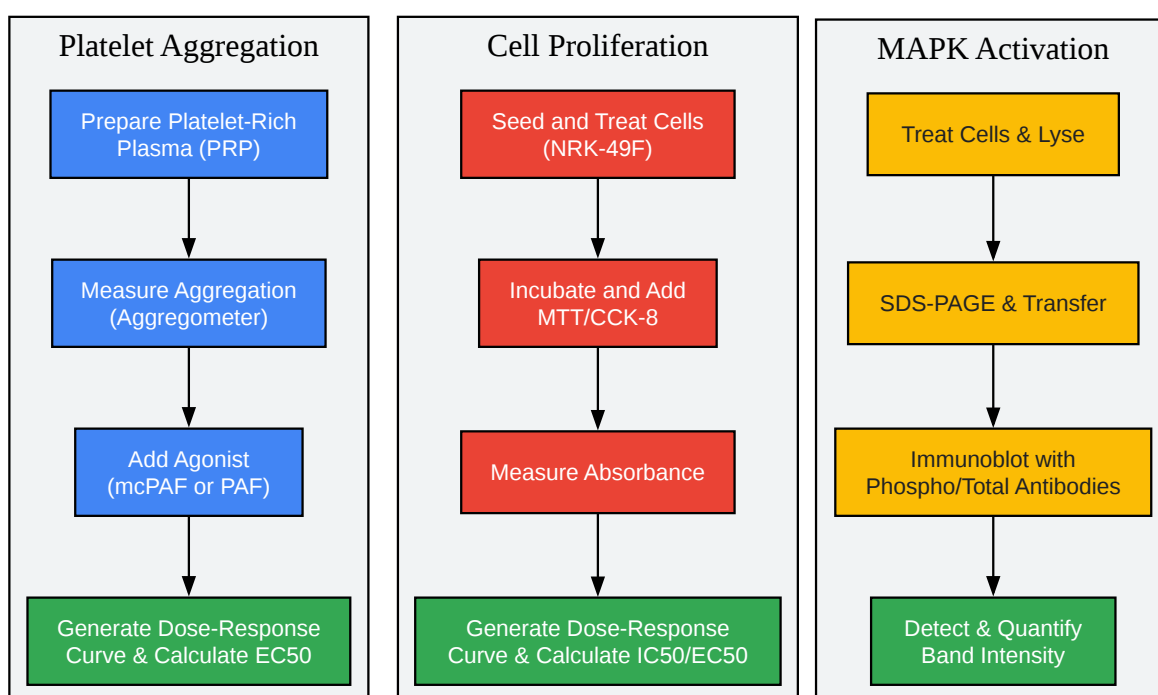 Platelet Aggregation
Prepare Platelet-Rich
Plasma (PRP)
Measure Aggregation
(Aggregometer)
Add Agonist
(mcPAF or PAF)
Generate Dose-Response
Curve & Calculate EC50
Cell Proliferation
Seed and Treat Cells
(NRK-49F)
Incubate and Add
MTT/CCK-8
Measure Absorbance
Generate Dose-Response
Curve & Calculate IC50/EC50
MAPK Activation
Treat Cells & Lyse
SDS-PAGE & Transfer
Immunoblot with
Phospho/Total Antibodies
Detect & Quantify
Band Intensity